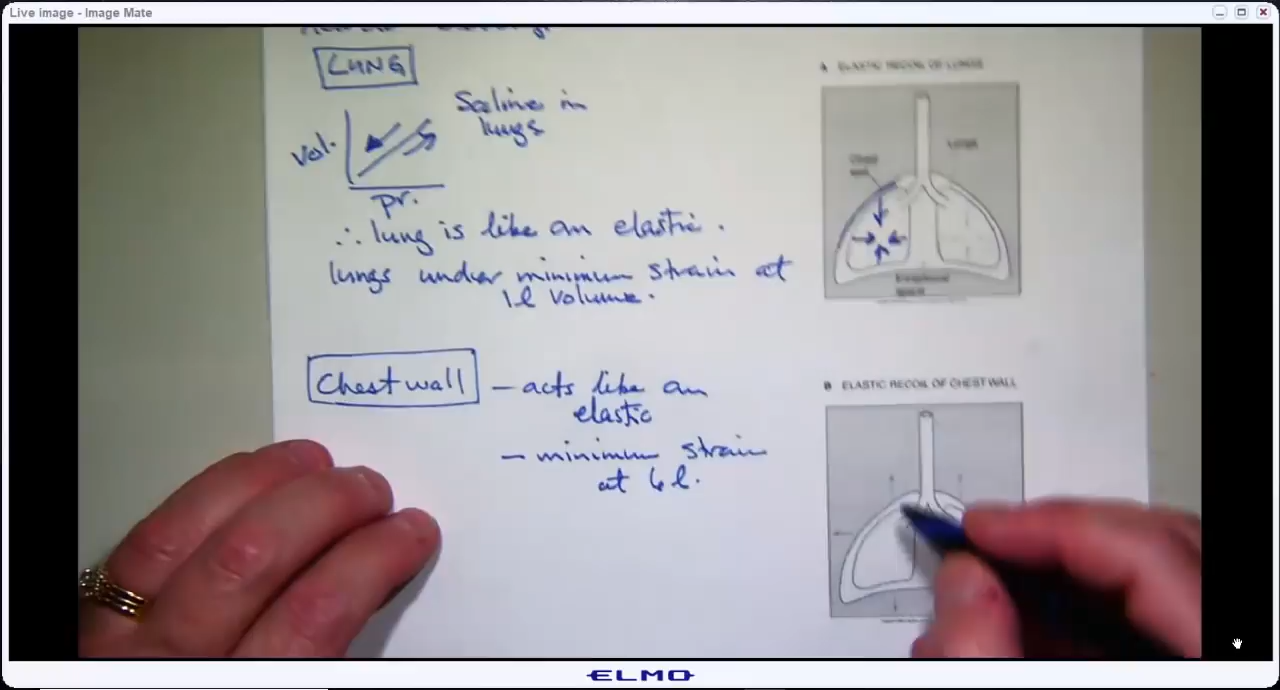 Live image - Image Mate
LUNG
A ELASTIC RECOIL OF LUNGS
Saline in
lungs
vol.
pr.
∴ lung is like an elastic.
lungs under minimum strain at
1l volume.
Chest wall
- acts like an
elastic
- minimum strain
at 6 l.
B ELASTIC RECOIL OF CHEST WALL
ELMO